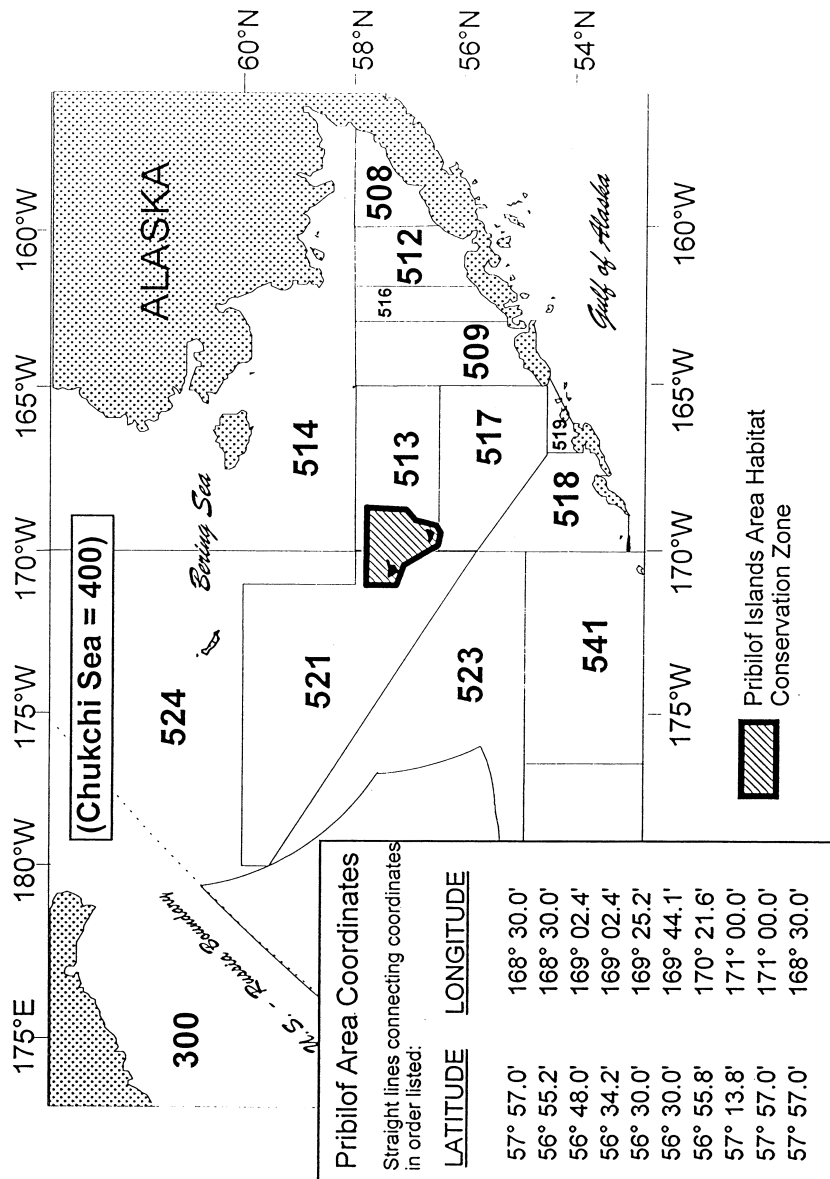 175°E
180°W
175°W
170°W
165°W
160°W
(Chukchi Sea = 400)
ALASKA
Bering Sea
U.S. - Russia Boundary
60°N
58°N
56°N
54°N
300
524
514
521
513
516
508
512
509
517
523
518
519
541
Gulf of Alaska
175°W
170°W
165°W
160°W
Pribilof Area Coordinates
Straight lines connecting coordinates
in order listed:
LATITUDE LONGITUDE
57° 57.0' 168° 30.0'
56° 55.2' 168° 30.0'
56° 48.0' 169° 02.4'
56° 34.2' 169° 02.4'
56° 30.0' 169° 25.2'
56° 30.0' 169° 44.1'
56° 55.8' 170° 21.6'
57° 13.8' 171° 00.0'
57° 57.0' 171° 00.0'
57° 57.0' 168° 30.0'
Pribilof Islands Area Habitat
Conservation Zone